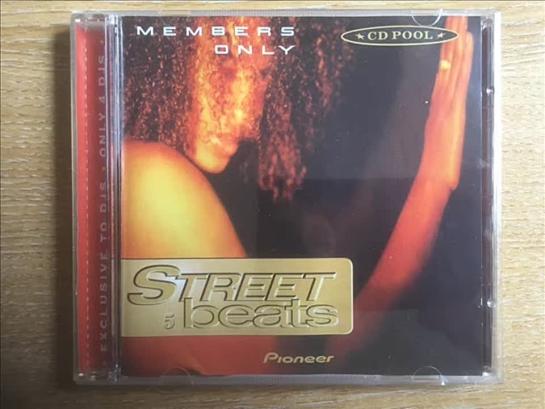 MEMBERS
ONLY
CD POOL
EXCLUSIVE TO DJS · ONLY 4 DJS ·
STREET
5 beats
Pioneer